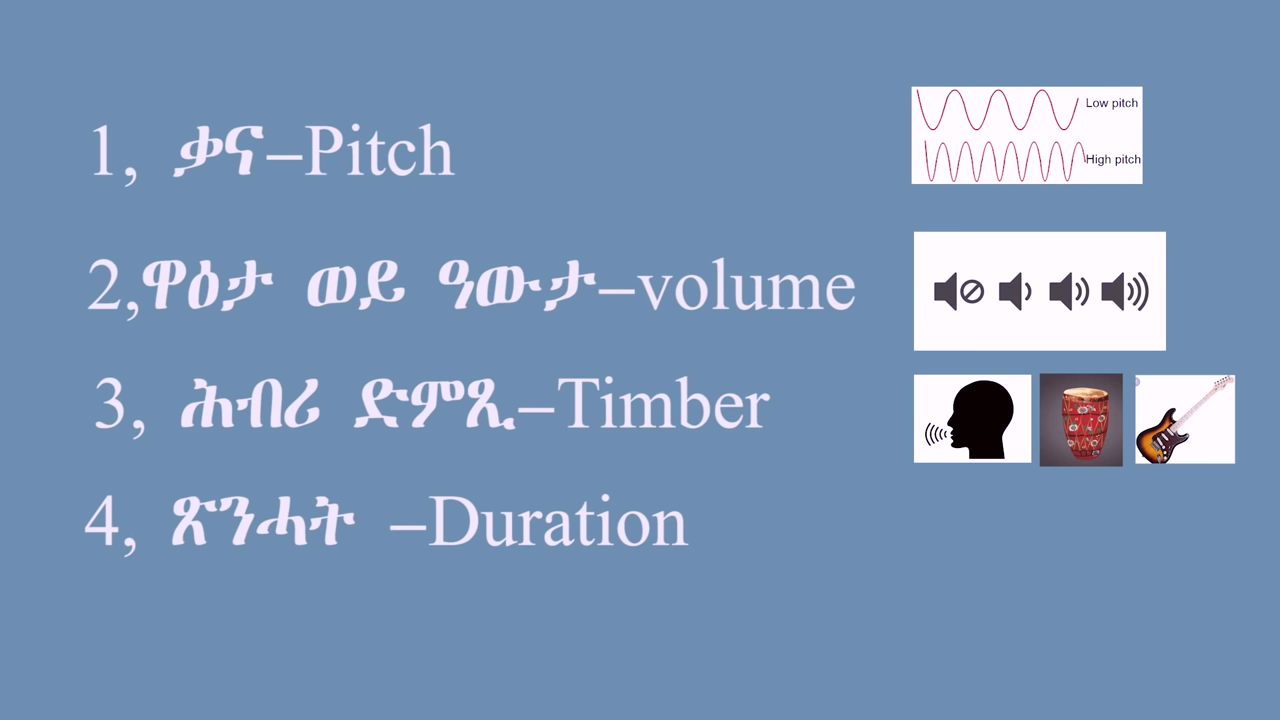 1, ቃና–Pitch
Low pitch
High pitch
2,ዋዕታ ወይ ዓውታ–volume
3, ሕብሪ ድምጺ–Timber
4, ጽንሓት –Duration